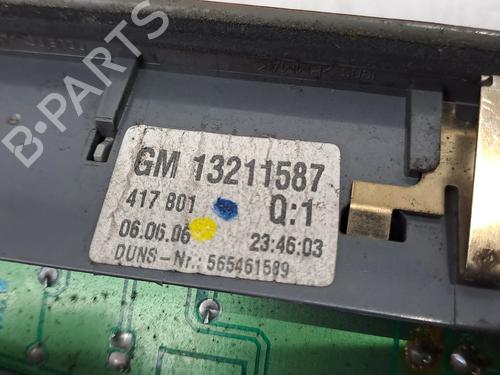 B-PARTS
GM 13211587
417 801 Q:1
06.06.06 23:46:03
DUNS-Nr.: 565461589